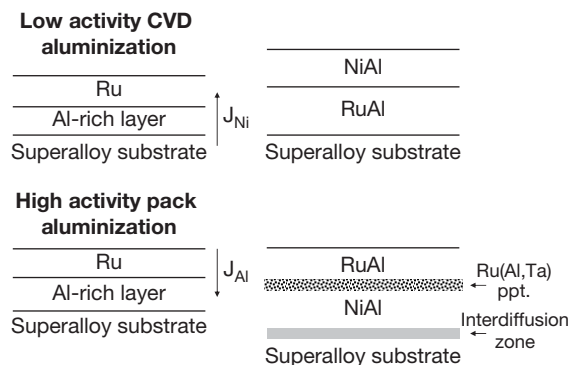 Low activity CVD
aluminization
Ru
Al-rich layer
Superalloy substrate
J_Ni
NiAl
RuAl
Superalloy substrate
High activity pack
aluminization
Ru
Al-rich layer
Superalloy substrate
J_Al
RuAl
NiAl
Superalloy substrate
Ru(Al,Ta)
ppt.
Interdiffusion
zone